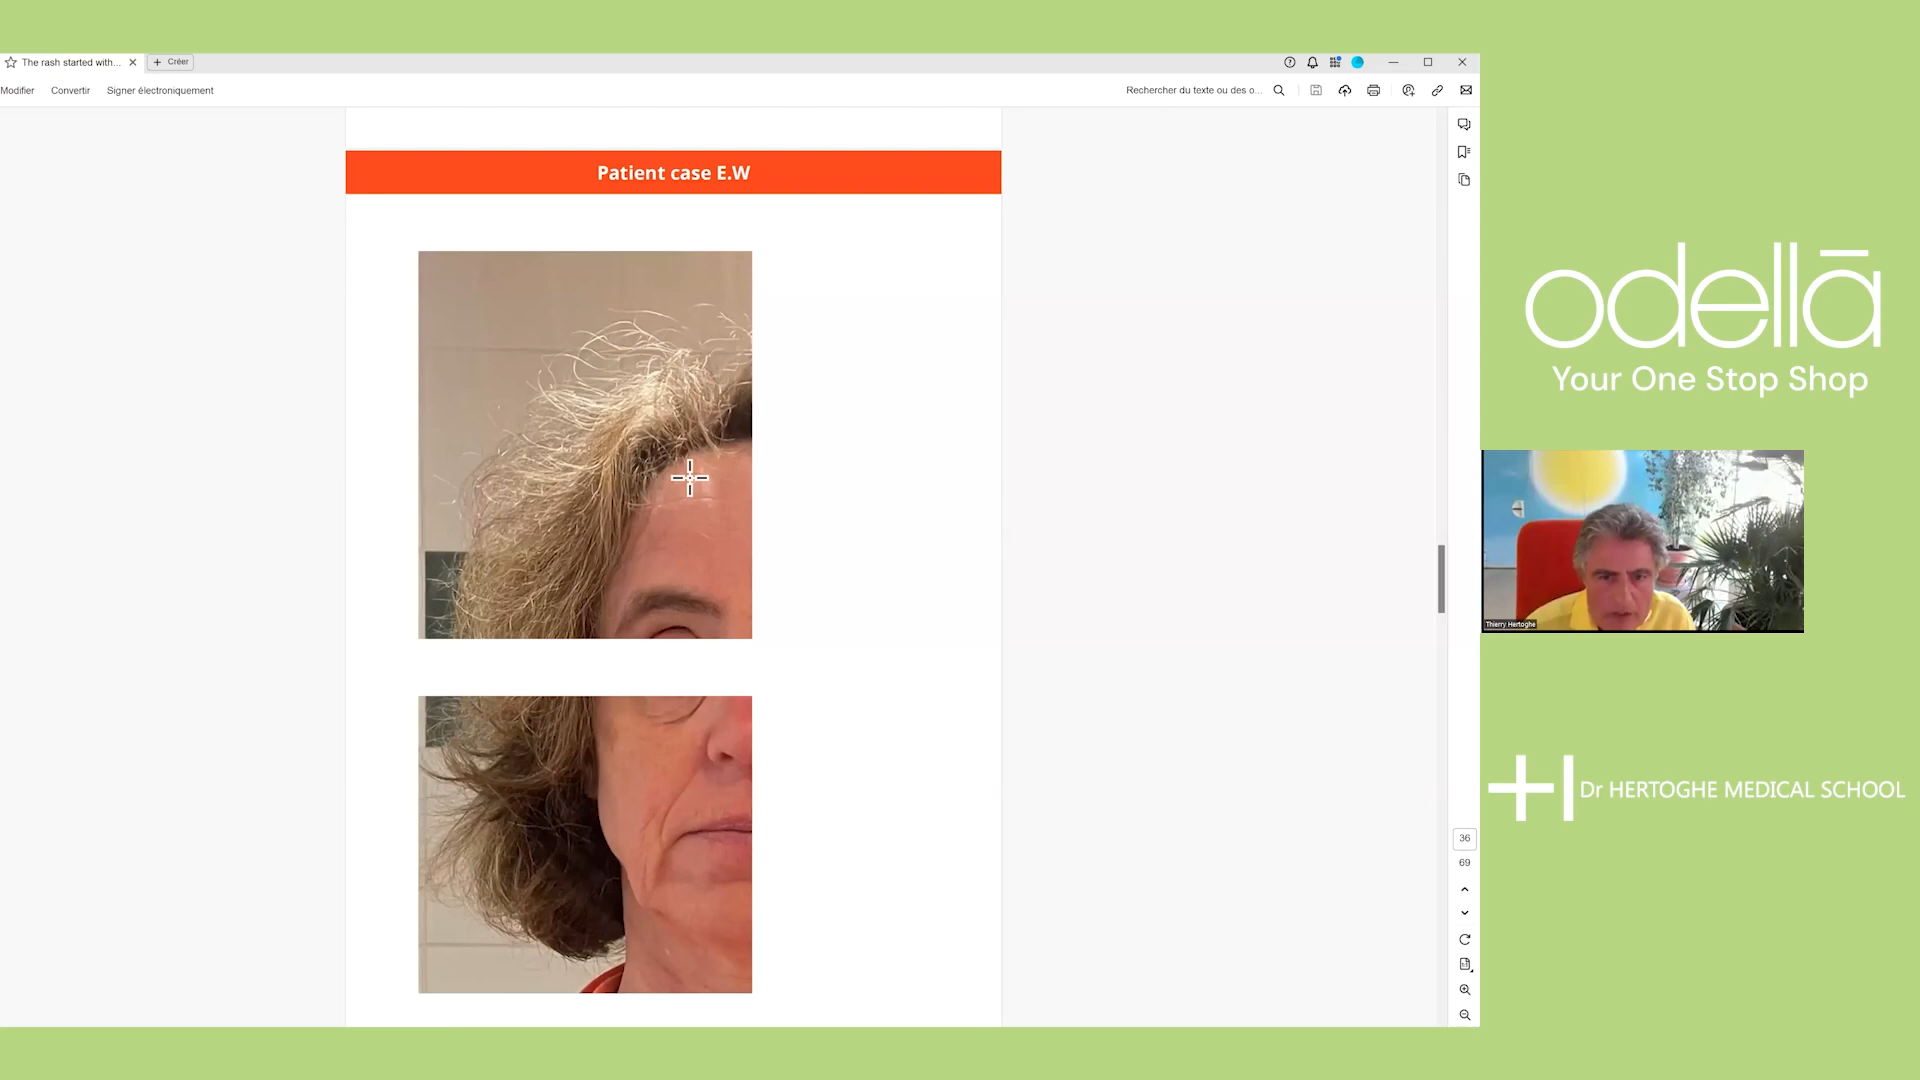 The rash started with...
Créer
Modifier
Convertir
Signer électroniquement
Rechercher du texte ou des o...
Patient case E.W
odellā
Your One Stop Shop
Thierry Hertoghe
Dr HERTOGHE MEDICAL SCHOOL
36
69